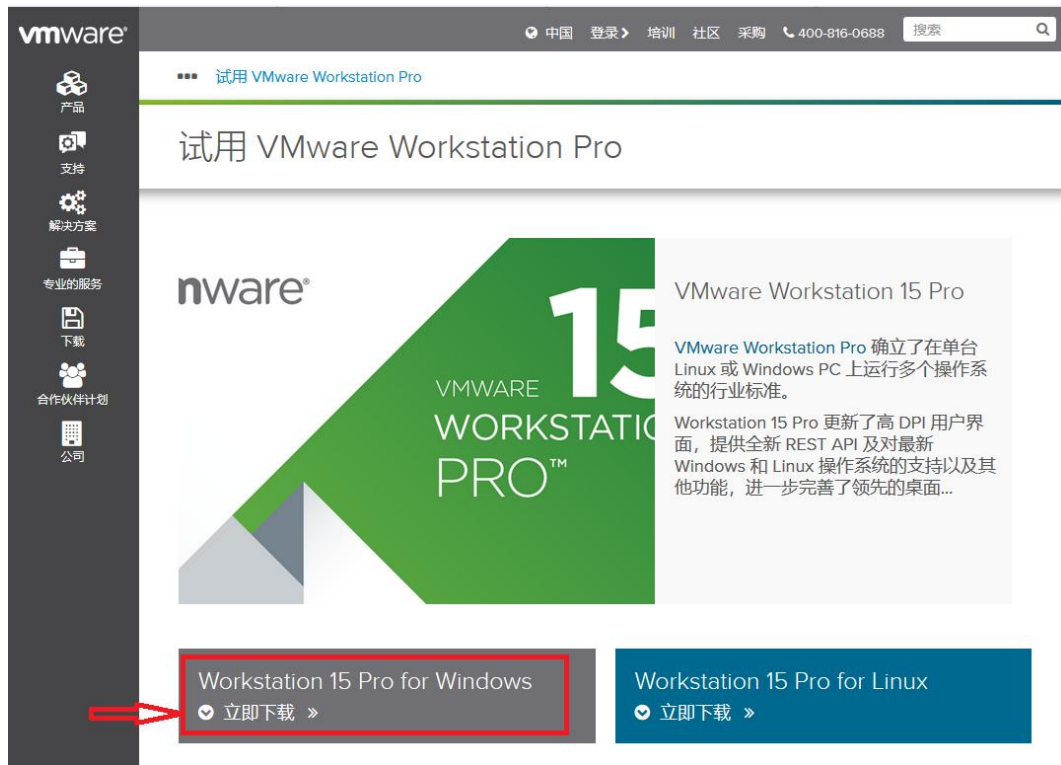 vmware®
中国 登录 培训 社区 采购 400-816-0688 搜索
产品
支持
解决方案
专业的服务
下载
合作伙伴计划
公司
试用 VMware Workstation Pro
试用 VMware Workstation Pro
nware®
15
VMWARE
WORKSTATIO
PRO™
VMware Workstation 15 Pro
VMware Workstation Pro 确立了在单台
Linux 或 Windows PC 上运行多个操作系
统的行业标准。
Workstation 15 Pro 更新了高 DPI 用户界
面，提供全新 REST API 及对最新
Windows 和 Linux 操作系统的支持以及其
他功能，进一步完善了领先的桌面...
Workstation 15 Pro for Windows
立即下载 »
Workstation 15 Pro for Linux
立即下载 »